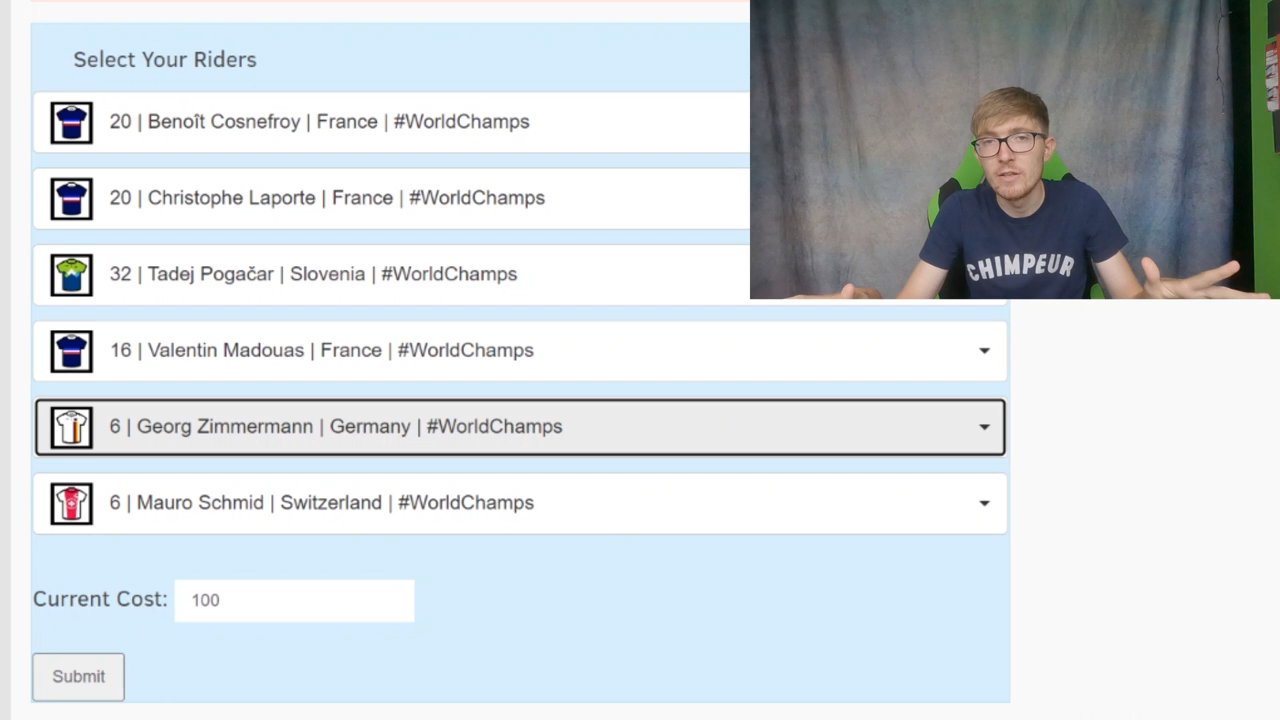 Select Your Riders
20 | Benoît Cosnefroy | France | #WorldChamps
20 | Christophe Laporte | France | #WorldChamps
32 | Tadej Pogačar | Slovenia | #WorldChamps
16 | Valentin Madouas | France | #WorldChamps
6 | Georg Zimmermann | Germany | #WorldChamps
6 | Mauro Schmid | Switzerland | #WorldChamps
Current Cost: 100
Submit
CHIMPEUR